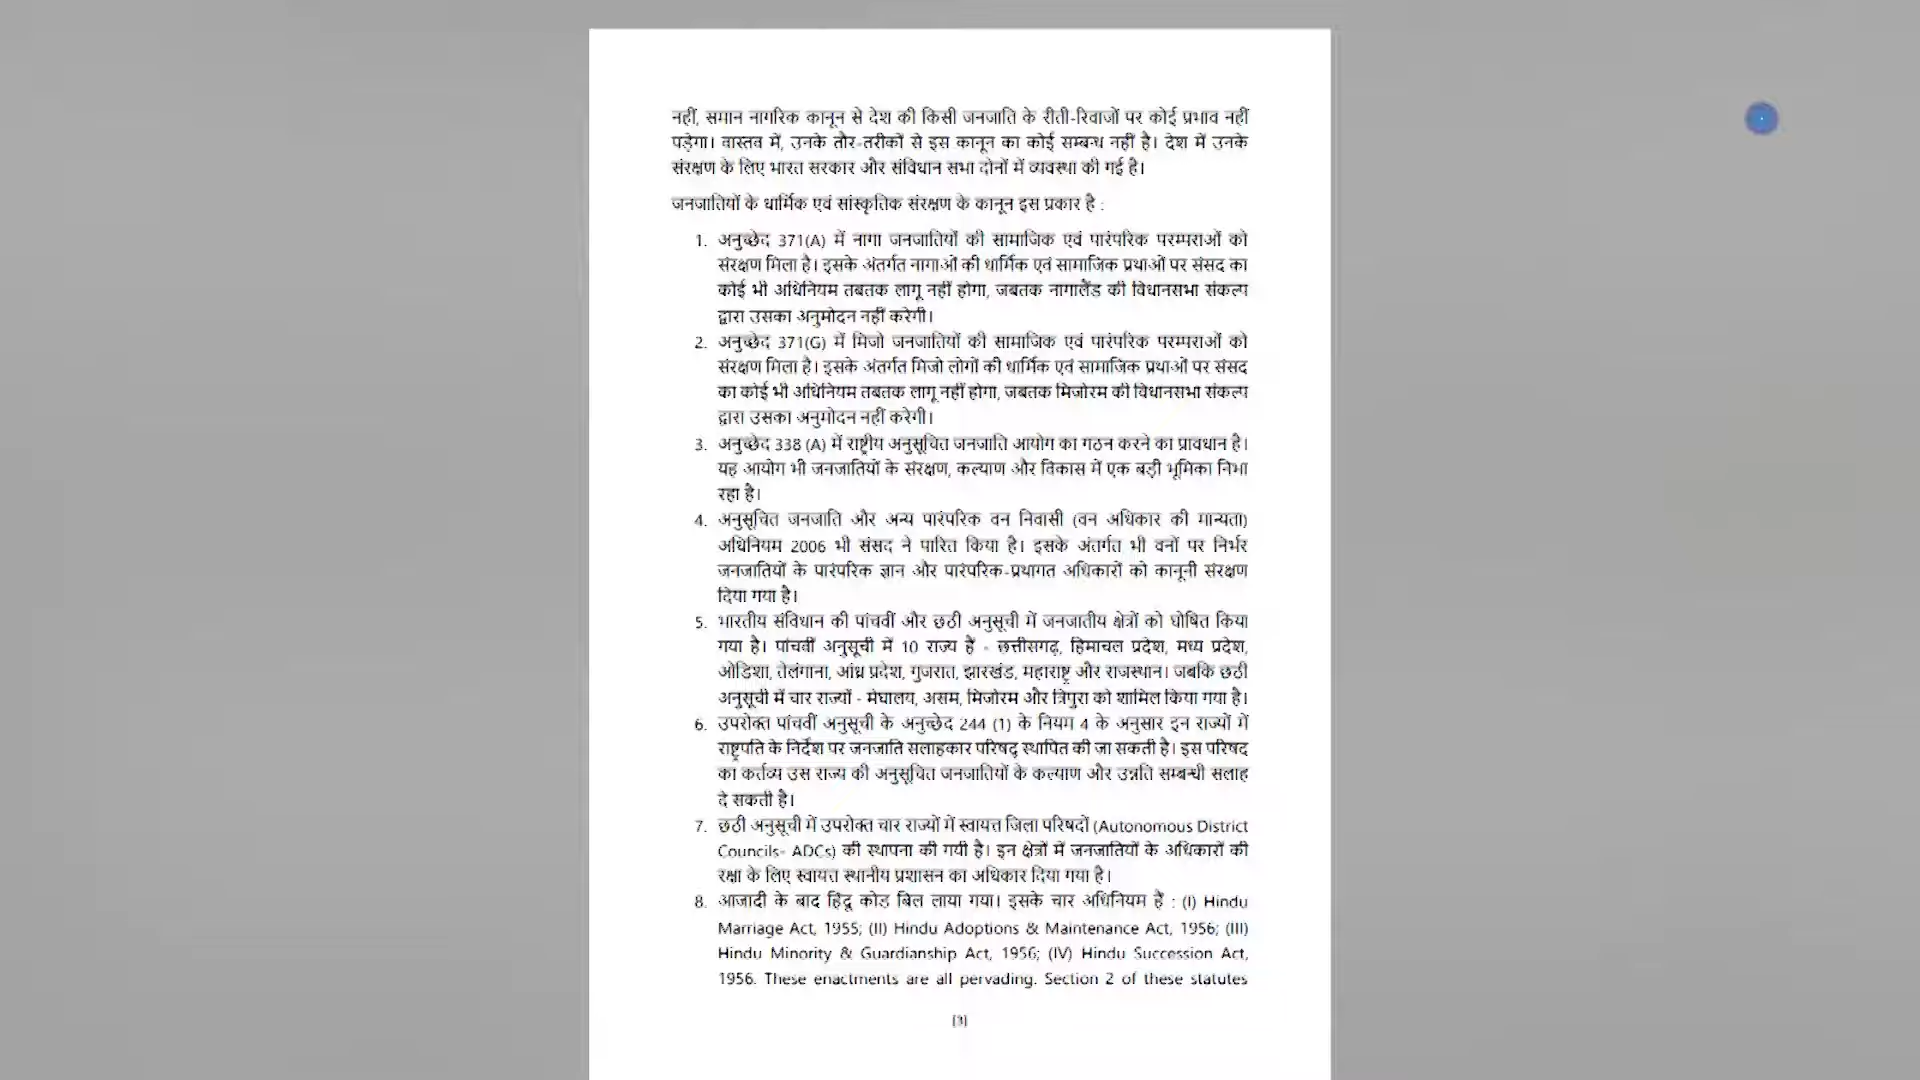 नहीं, समान नागरिक कानून से देश की किसी जनजाति के रीती-रिवाजों पर कोई प्रभाव नहीं
पड़ेगा। वास्तव में, उनके तौर-तरीकों से इस कानून का कोई सम्बन्ध नहीं है। देश में उनके
संरक्षण के लिए भारत सरकार और संविधान सभा दोनों में व्यवस्था की गई है।
जनजातियों के धार्मिक एवं सांस्कृतिक संरक्षण के कानून इस प्रकार है :
1. अनुच्छेद 371(A) में नागा जनजातियों की सामाजिक एवं पारंपरिक परम्पराओं को
संरक्षण मिला है। इसके अंतर्गत नागाओं की धार्मिक एवं सामाजिक प्रथाओं पर संसद का
कोई भी अधिनियम तबतक लागू नहीं होगा, जबतक नागालैंड की विधानसभा संकल्प
द्वारा उसका अनुमोदन नहीं करेगी।
2. अनुच्छेद 371(G) में मिजो जनजातियों की सामाजिक एवं पारंपरिक परम्पराओं को
संरक्षण मिला है। इसके अंतर्गत मिजो लोगों की धार्मिक एवं सामाजिक प्रथाओं पर संसद
का कोई भी अधिनियम तबतक लागू नहीं होगा, जबतक मिजोरम की विधानसभा संकल्प
द्वारा उसका अनुमोदन नहीं करेगी।
3. अनुच्छेद 338 (A) में राष्ट्रीय अनुसूचित जनजाति आयोग का गठन करने का प्रावधान है।
यह आयोग भी जनजातियों के संरक्षण, कल्याण और विकास में एक बड़ी भूमिका निभा
रहा है।
4. अनुसूचित जनजाति और अन्य पारंपरिक वन निवासी (वन अधिकार की मान्यता)
अधिनियम 2006 भी संसद ने पारित किया है। इसके अंतर्गत भी वनों पर निर्भर
जनजातियों के पारंपरिक ज्ञान और पारंपरिक-प्रथागत अधिकारों को कानूनी संरक्षण
दिया गया है।
5. भारतीय संविधान की पांचवीं और छठी अनुसूची में जनजातीय क्षेत्रों को घोषित किया
गया है। पांचवीं अनुसूची में 10 राज्य हैं - छत्तीसगढ़, हिमाचल प्रदेश, मध्य प्रदेश,
ओडिशा, तेलंगाना, आंध्र प्रदेश, गुजरात, झारखंड, महाराष्ट्र और राजस्थान। जबकि छठी
अनुसूची में चार राज्यों - मेघालय, असम, मिजोरम और त्रिपुरा को शामिल किया गया है।
6. उपरोक्त पांचवीं अनुसूची के अनुच्छेद 244 (1) के नियम 4 के अनुसार इन राज्यों में
राष्ट्रपति के निर्देश पर जनजाति सलाहकार परिषद् स्थापित की जा सकती है। इस परिषद
का कर्तव्य उस राज्य की अनुसूचित जनजातियों के कल्याण और उन्नति सम्बन्धी सलाह
दे सकती है।
7. छठी अनुसूची में उपरोक्त चार राज्यों में स्वायत्त जिला परिषदों (Autonomous District
Councils- ADCs) की स्थापना की गयी है। इन क्षेत्रों में जनजातियों के अधिकारों की
रक्षा के लिए स्वायत्त स्थानीय प्रशासन का अधिकार दिया गया है।
8. आजादी के बाद हिंदू कोड बिल लाया गया। इसके चार अधिनियम हैं : (I) Hindu
Marriage Act, 1955; (II) Hindu Adoptions & Maintenance Act, 1956; (III)
Hindu Minority & Guardianship Act, 1956; (IV) Hindu Succession Act,
1956. These enactments are all pervading. Section 2 of these statutes
[3]